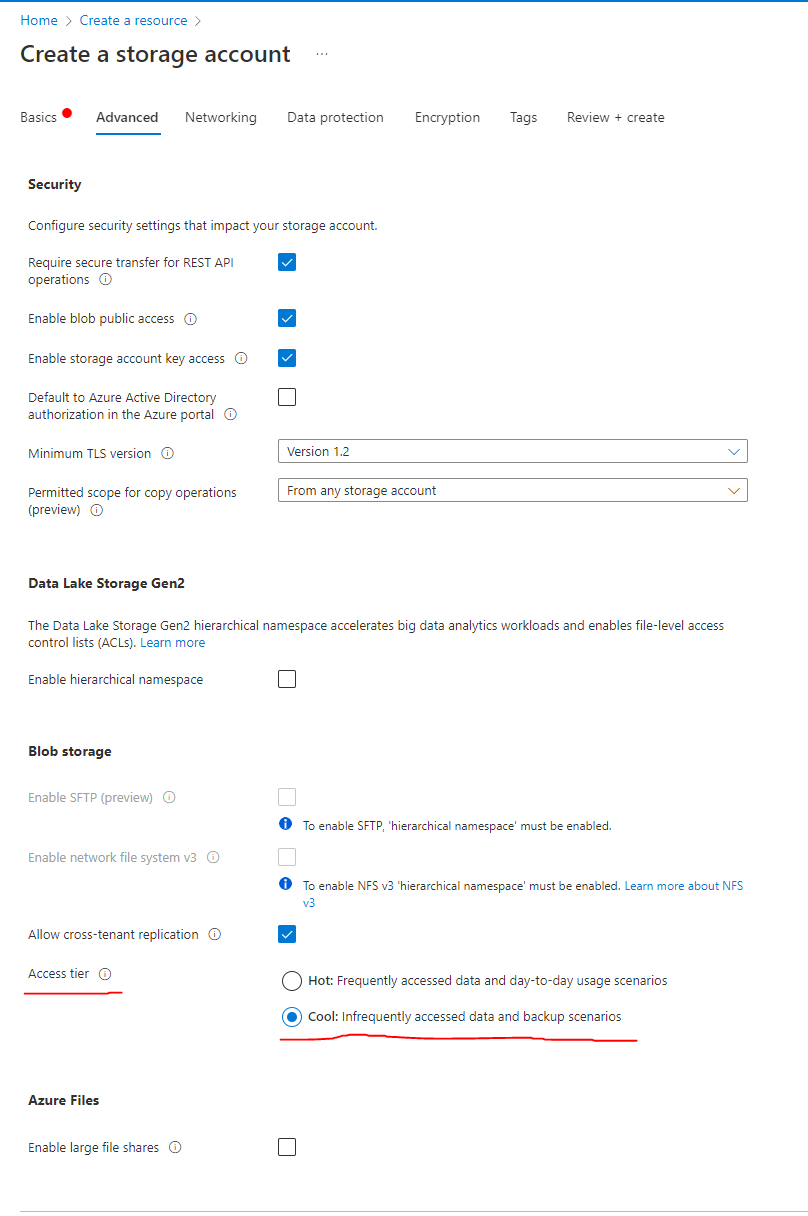 Home > Create a resource >
Create a storage account ...
Basics Advanced Networking Data protection Encryption Tags Review + create
Security
Configure security settings that impact your storage account.
Require secure transfer for REST API
operations
Enable blob public access
Enable storage account key access
Default to Azure Active Directory
authorization in the Azure portal
Minimum TLS version Version 1.2
Permitted scope for copy operations From any storage account
(preview)
Data Lake Storage Gen2
The Data Lake Storage Gen2 hierarchical namespace accelerates big data analytics workloads and enables file-level access
control lists (ACLs). Learn more
Enable hierarchical namespace
Blob storage
Enable SFTP (preview)
To enable SFTP, 'hierarchical namespace' must be enabled.
Enable network file system v3
To enable NFS v3 'hierarchical namespace' must be enabled. Learn more about NFS
v3
Allow cross-tenant replication
Access tier
Hot: Frequently accessed data and day-to-day usage scenarios
Cool: Infrequently accessed data and backup scenarios
Azure Files
Enable large file shares